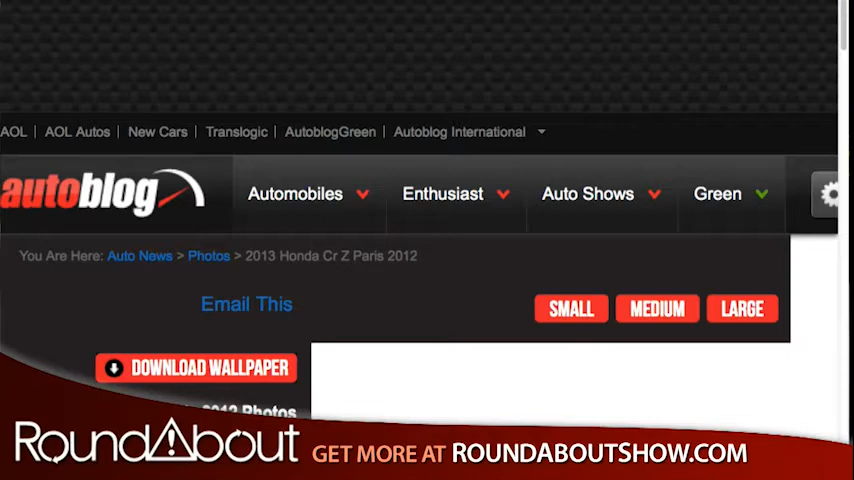 AOL | AOL Autos | New Cars | Translogic | AutoblogGreen | Autoblog International
autoblog Automobiles Enthusiast Auto Shows Green
You Are Here: Auto News > Photos > 2013 Honda Cr Z Paris 2012
Email This SMALL MEDIUM LARGE
DOWNLOAD WALLPAPER
2012 Photos
RoundAbout GET MORE AT ROUNDABOUTSHOW.COM